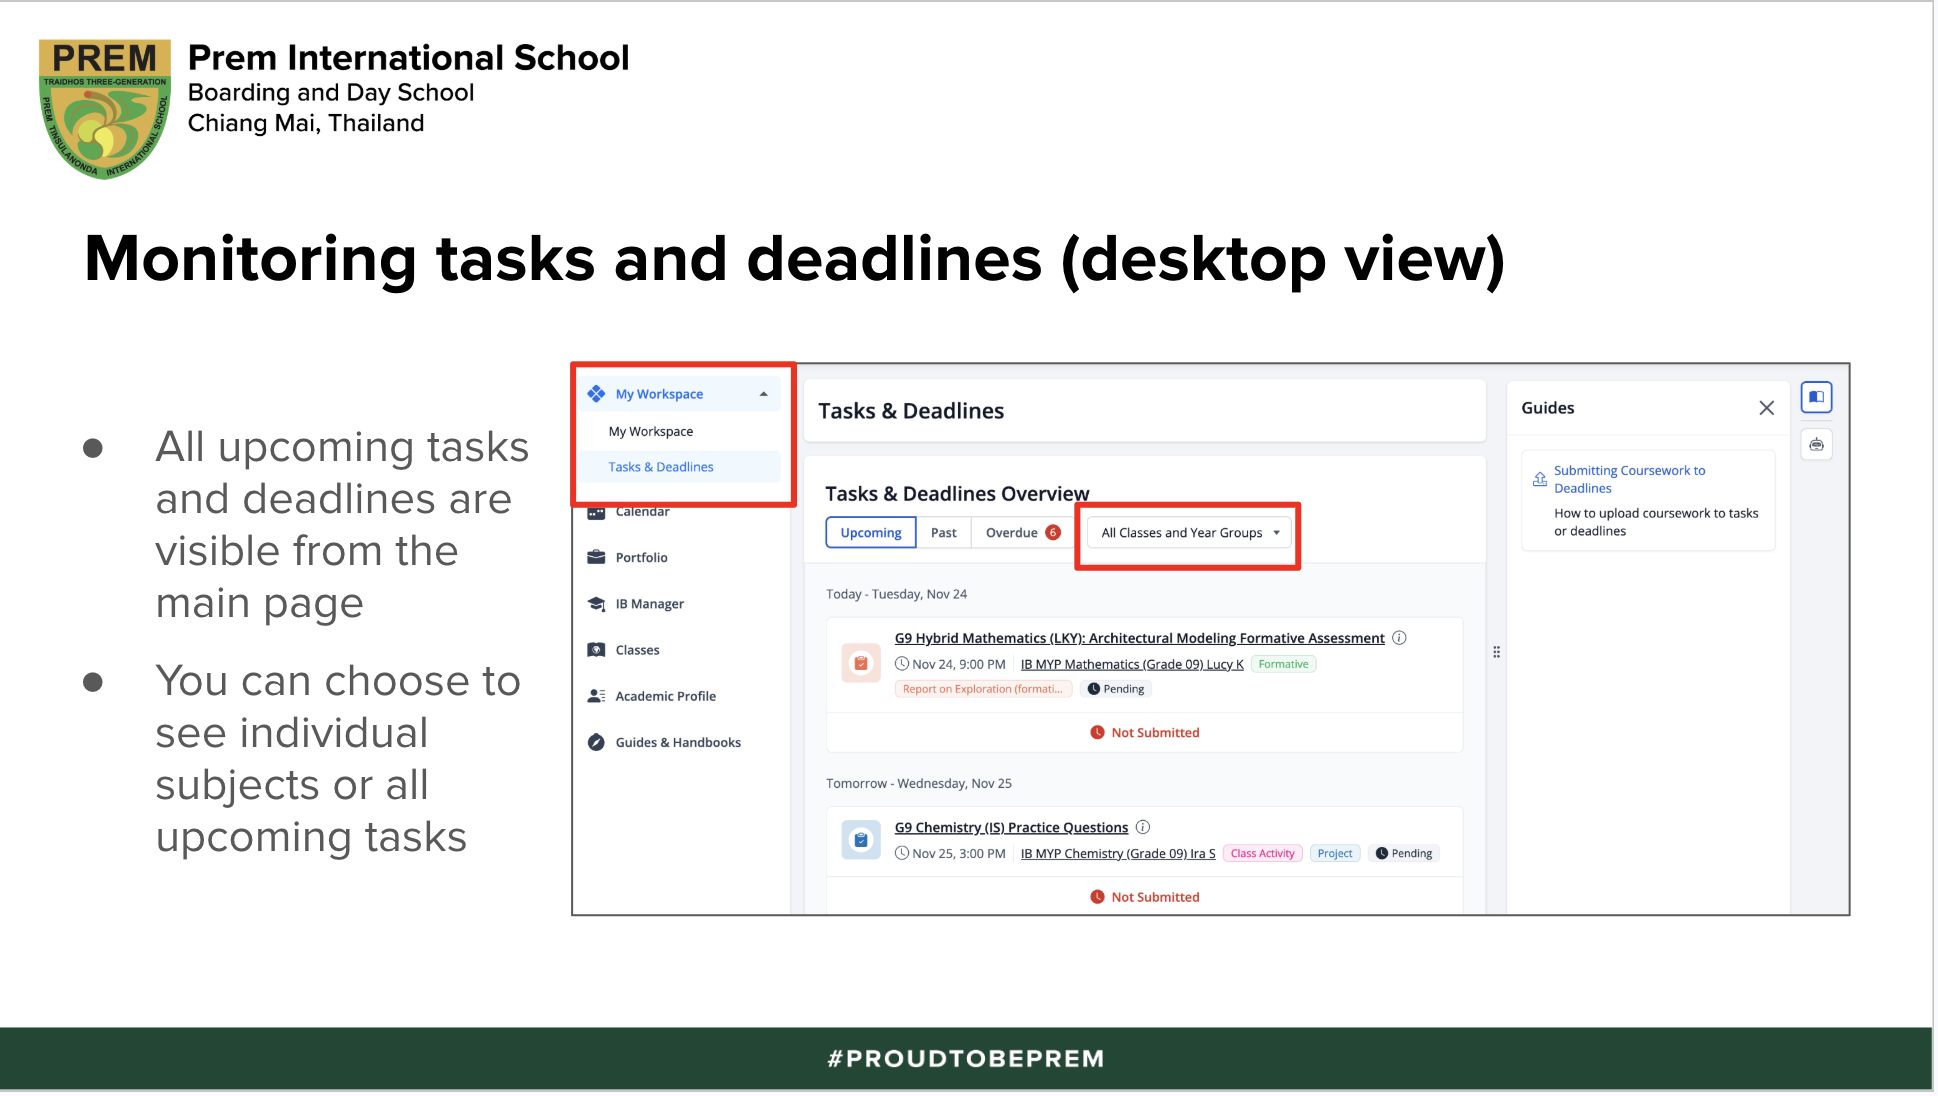 PREM
TRAIDHOS THREE-GENERATION
PREM TINSULANONDA INTERNATIONAL SCHOOL
Prem International School
Boarding and Day School
Chiang Mai, Thailand
Monitoring tasks and deadlines (desktop view)
● All upcoming tasks
and deadlines are
visible from the
main page
● You can choose to
see individual
subjects or all
upcoming tasks
My Workspace
My Workspace
Tasks & Deadlines
Calendar
Portfolio
IB Manager
Classes
Academic Profile
Guides & Handbooks
Tasks & Deadlines
Tasks & Deadlines Overview
Upcoming Past Overdue 6 All Classes and Year Groups
Today - Tuesday, Nov 24
G9 Hybrid Mathematics (LKY): Architectural Modeling Formative Assessment
Nov 24, 9:00 PM IB MYP Mathematics (Grade 09) Lucy K Formative
Report on Exploration (formati... Pending
Not Submitted
Tomorrow - Wednesday, Nov 25
G9 Chemistry (IS) Practice Questions
Nov 25, 3:00 PM IB MYP Chemistry (Grade 09) Ira S Class Activity Project Pending
Not Submitted
Guides
Submitting Coursework to
Deadlines
How to upload coursework to tasks
or deadlines
#PROUDTOBEPREM